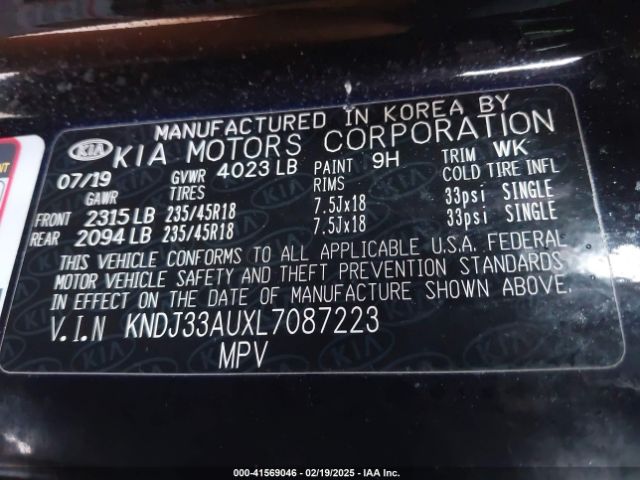 MANUFACTURED IN KOREA BY
KIA KIA MOTORS CORPORATION
07/19 GVWR 4023 LB PAINT 9H TRIM WK
GAWR TIRES RIMS COLD TIRE INFL
FRONT 2315 LB 235/45R18 7.5Jx18 33psi SINGLE
REAR 2094 LB 235/45R18 7.5Jx18 33psi SINGLE
THIS VEHICLE CONFORMS TO ALL APPLICABLE U.S.A. FEDERAL
MOTOR VEHICLE SAFETY AND THEFT PREVENTION STANDARDS
IN EFFECT ON THE DATE OF MANUFACTURE SHOWN ABOVE.
V.I.N KNDJ33AUXL7087223
MPV
000-41569046 - 02/19/2025 - IAAI.COM